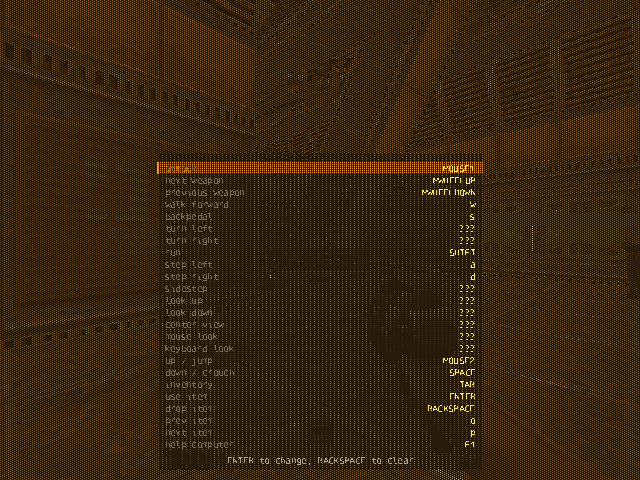 attack MOUSE1
next weapon MWHEELUP
previous weapon MWHEELDOWN
walk forward w
backpedal s
turn left ???
turn right ???
run SHIFT
step left a
step right d
sidestep ???
look up ???
look down ???
center view ???
mouse look ???
keyboard look ???
up / jump MOUSE2
down / crouch SPACE
inventory TAB
use item ENTER
drop item BACKSPACE
prev item o
next item p
help computer F1
ENTER to change, BACKSPACE to clear